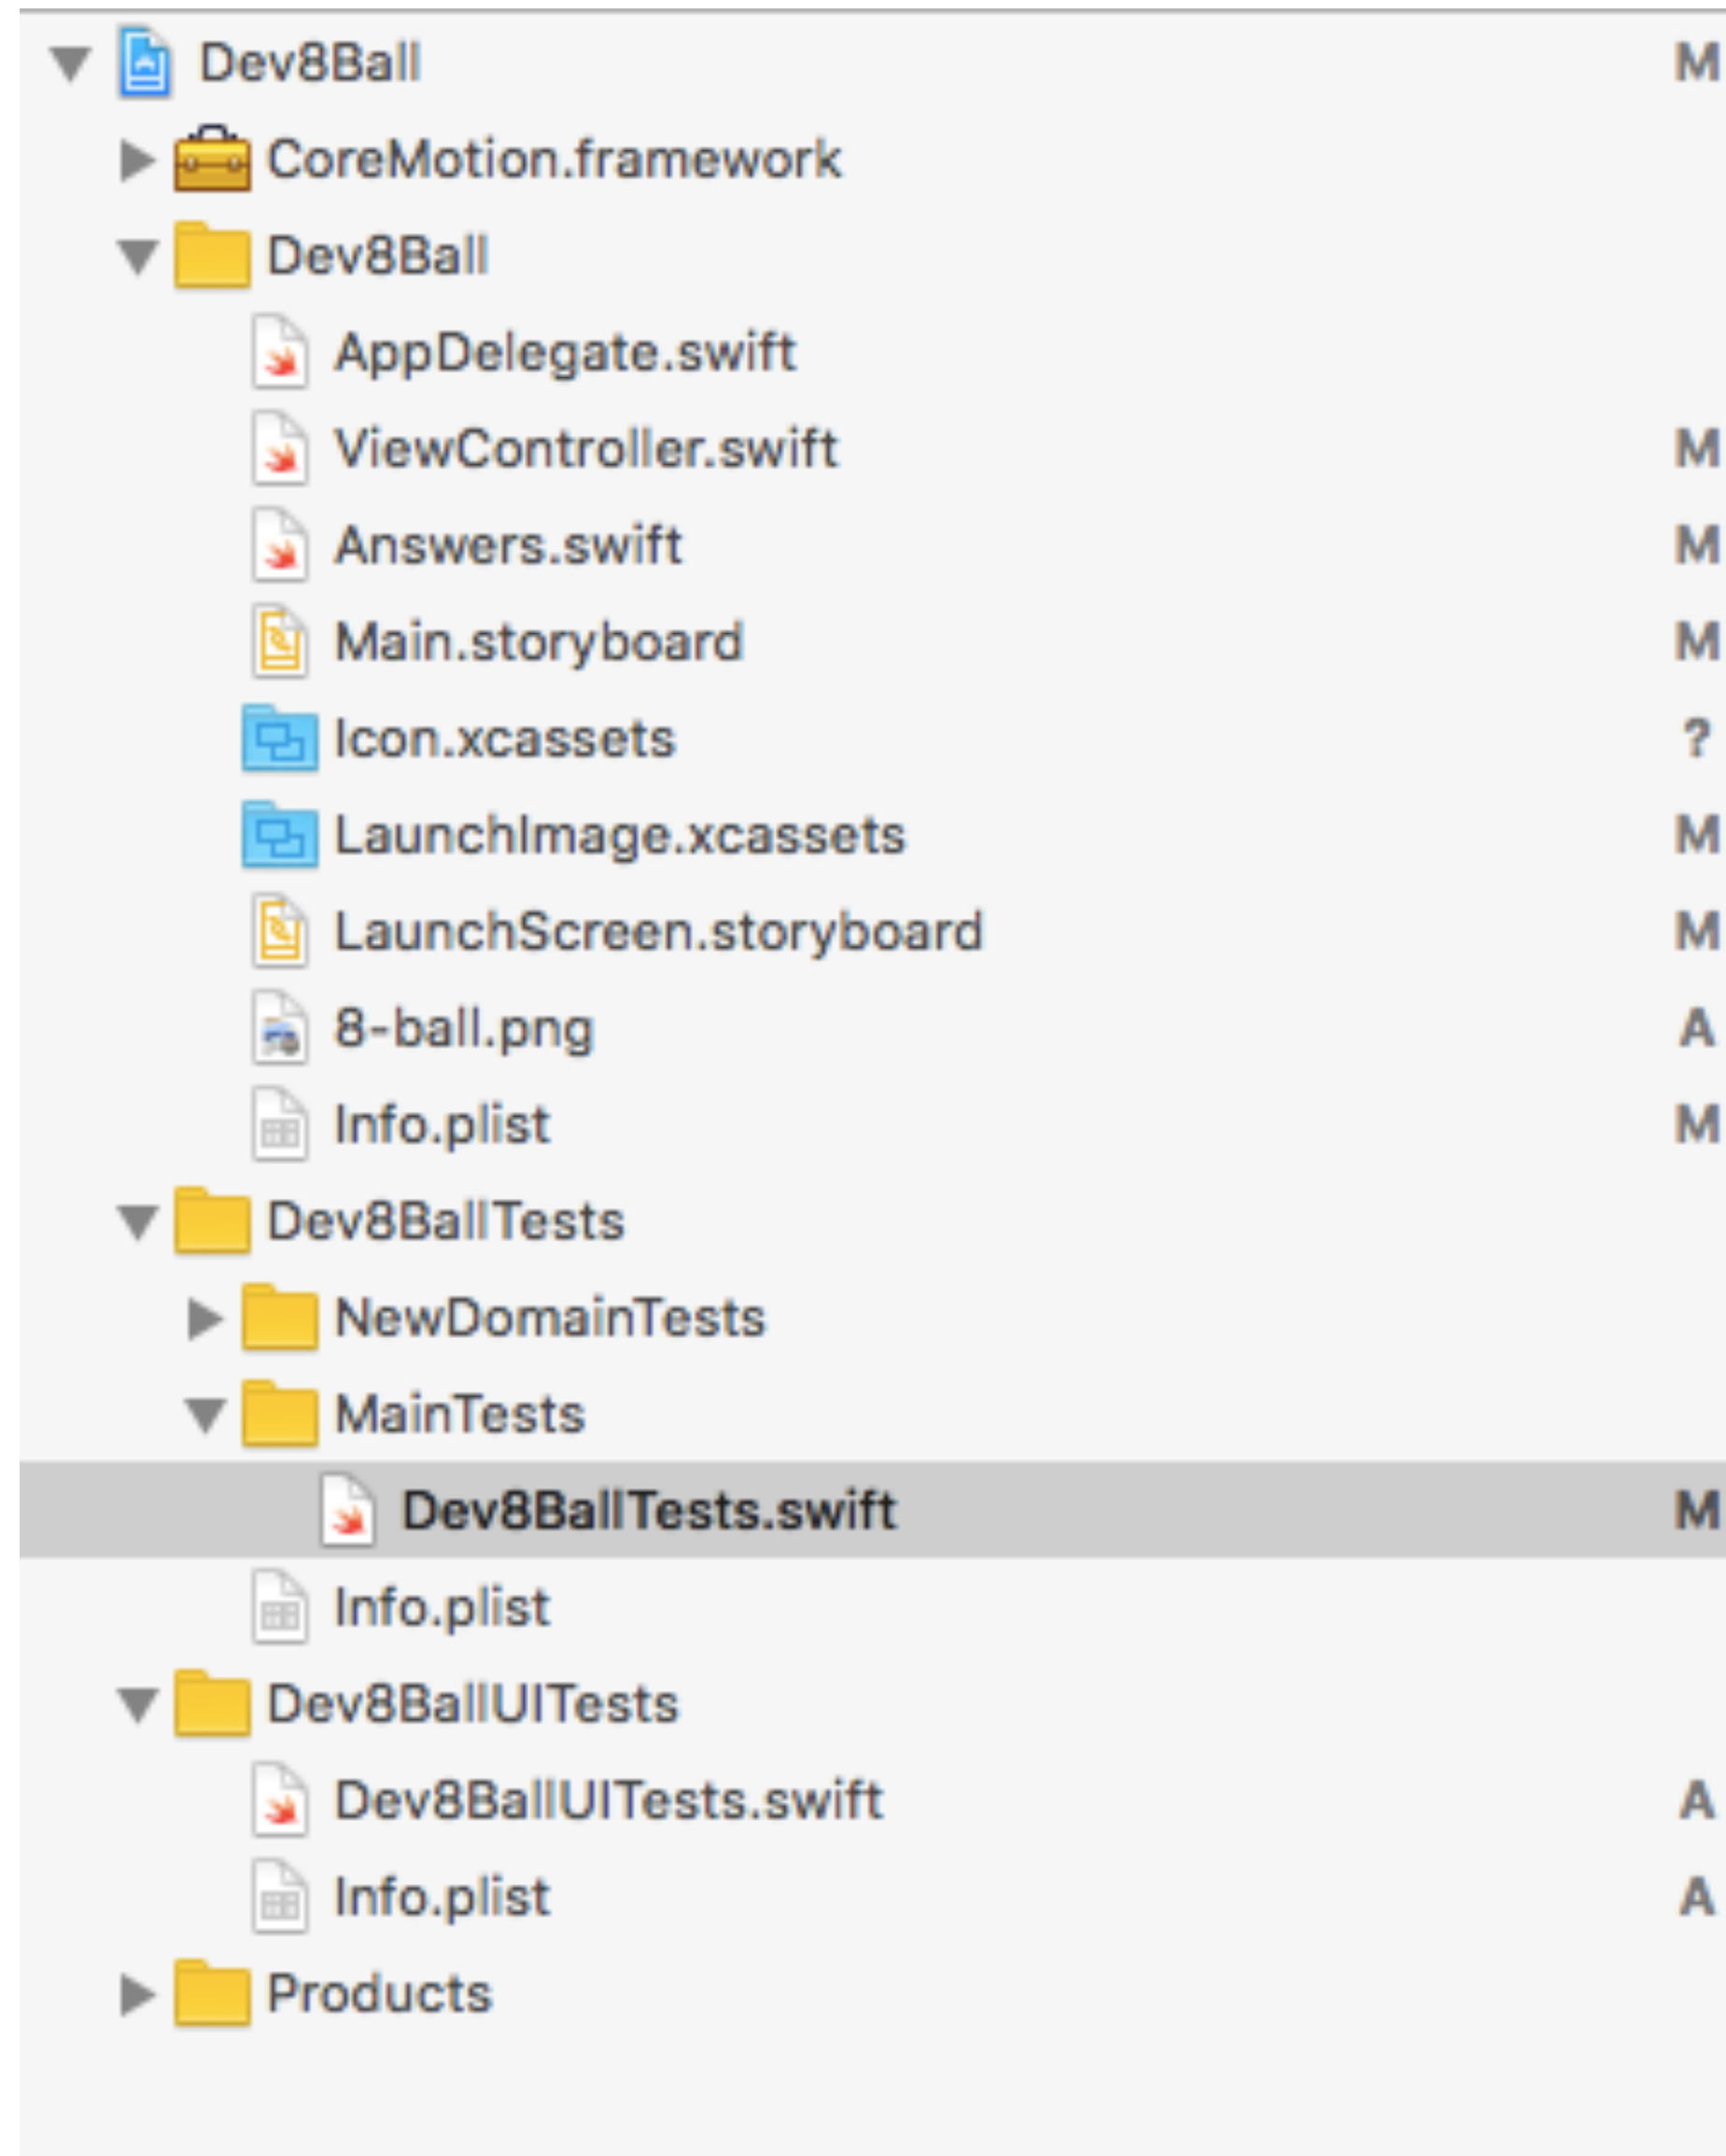 Dev8Ball M
CoreMotion.framework
Dev8Ball
AppDelegate.swift
ViewController.swift M
Answers.swift M
Main.storyboard M
Icon.xcassets ?
LaunchImage.xcassets M
LaunchScreen.storyboard M
8-ball.png A
Info.plist M
Dev8BallTests
NewDomainTests
MainTests
Dev8BallTests.swift M
Info.plist
Dev8BallUITests
Dev8BallUITests.swift A
Info.plist A
Products